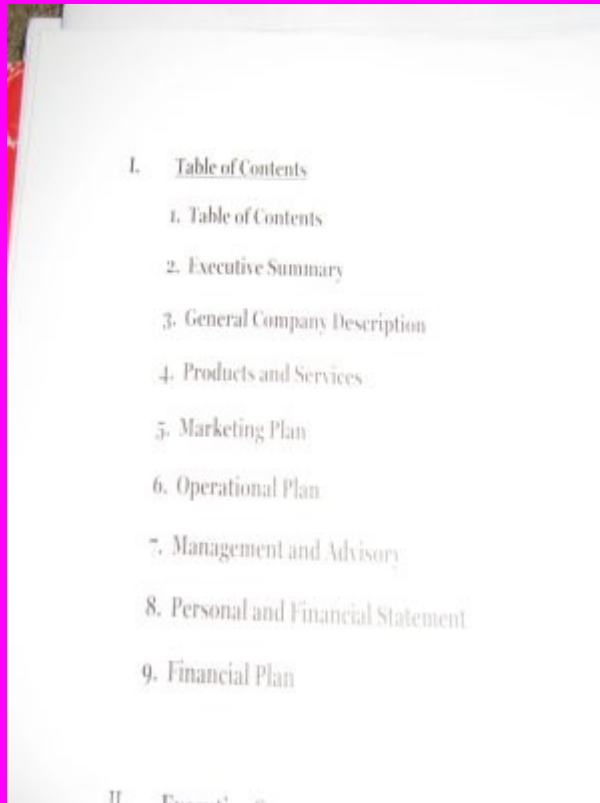 I. Table of Contents
1. Table of Contents
2. Executive Summary
3. General Company Description
4. Products and Services
5. Marketing Plan
6. Operational Plan
7. Management and Advisory
8. Personal and Financial Statement
9. Financial Plan
II